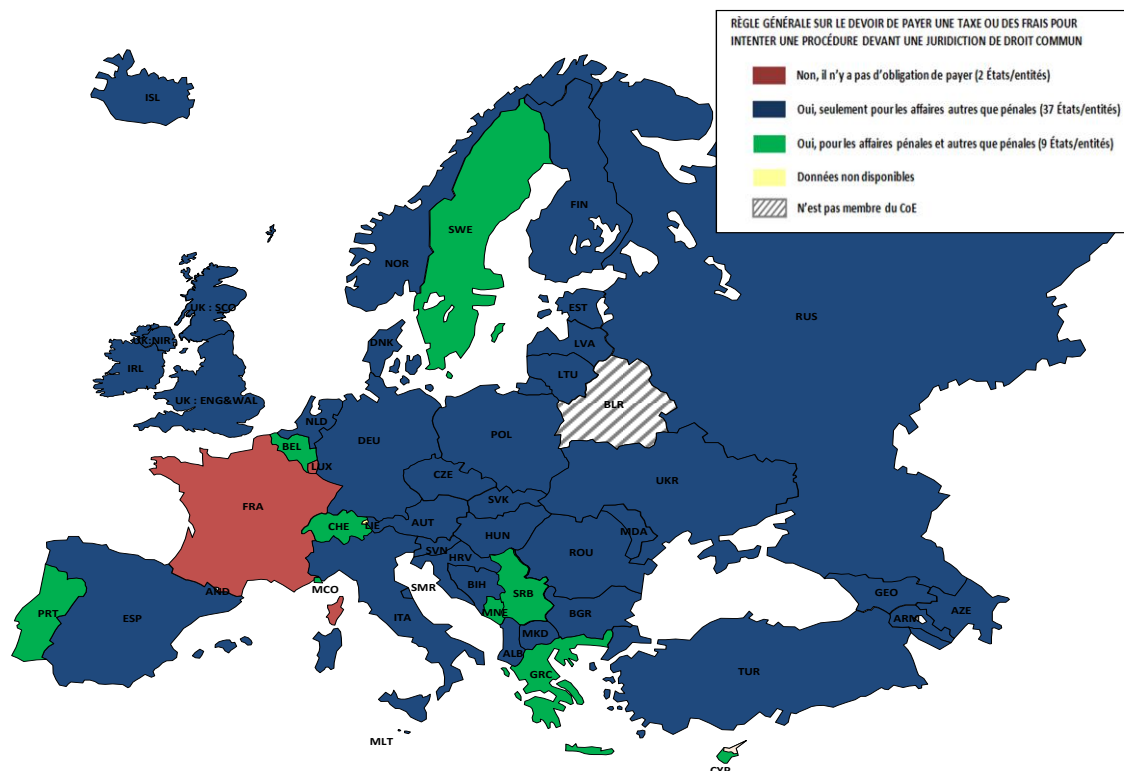 RÈGLE GÉNÉRALE SUR LE DEVOIR DE PAYER UNE TAXE OU DES FRAIS POUR
INTENTER UNE PROCÉDURE DEVANT UNE JURIDICTION DE DROIT COMMUN
Non, il n'y a pas d'obligation de payer (2 États/entités)
Oui, seulement pour les affaires autres que pénales (37 États/entités)
Oui, pour les affaires pénales et autres que pénales (9 États/entités)
Données non disponibles
N'est pas membre du CoE
ISL
FIN
SWE
NOR
UK : SCO
EST
RUS
UK:NIR
DNK
LVA
IRL
LTU
UK : ENG&WAL
BLR
NLD
DEU
POL
BEL
LUX
CZE
UKR
SVK
FRA
CHE
LIE
AUT
MDA
HUN
ROU
SVN
HRV
AND
MCO
SMR
BIH
SRB
GEO
PRT
ESP
ITA
MNE
BGR
ARM
AZE
MKD
ALB
GRC
TUR
MLT
CYP